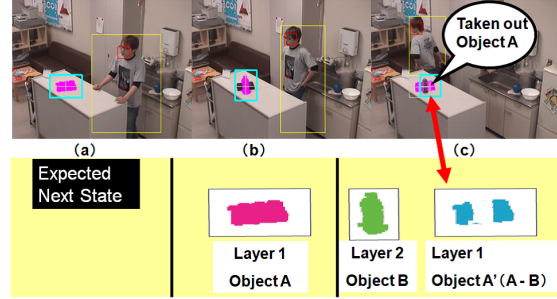 Taken out
Object A
(a)
(b)
(c)
Expected
Next State
Layer 1
Object A
Layer 2
Object B
Layer 1
Object A'(A - B)